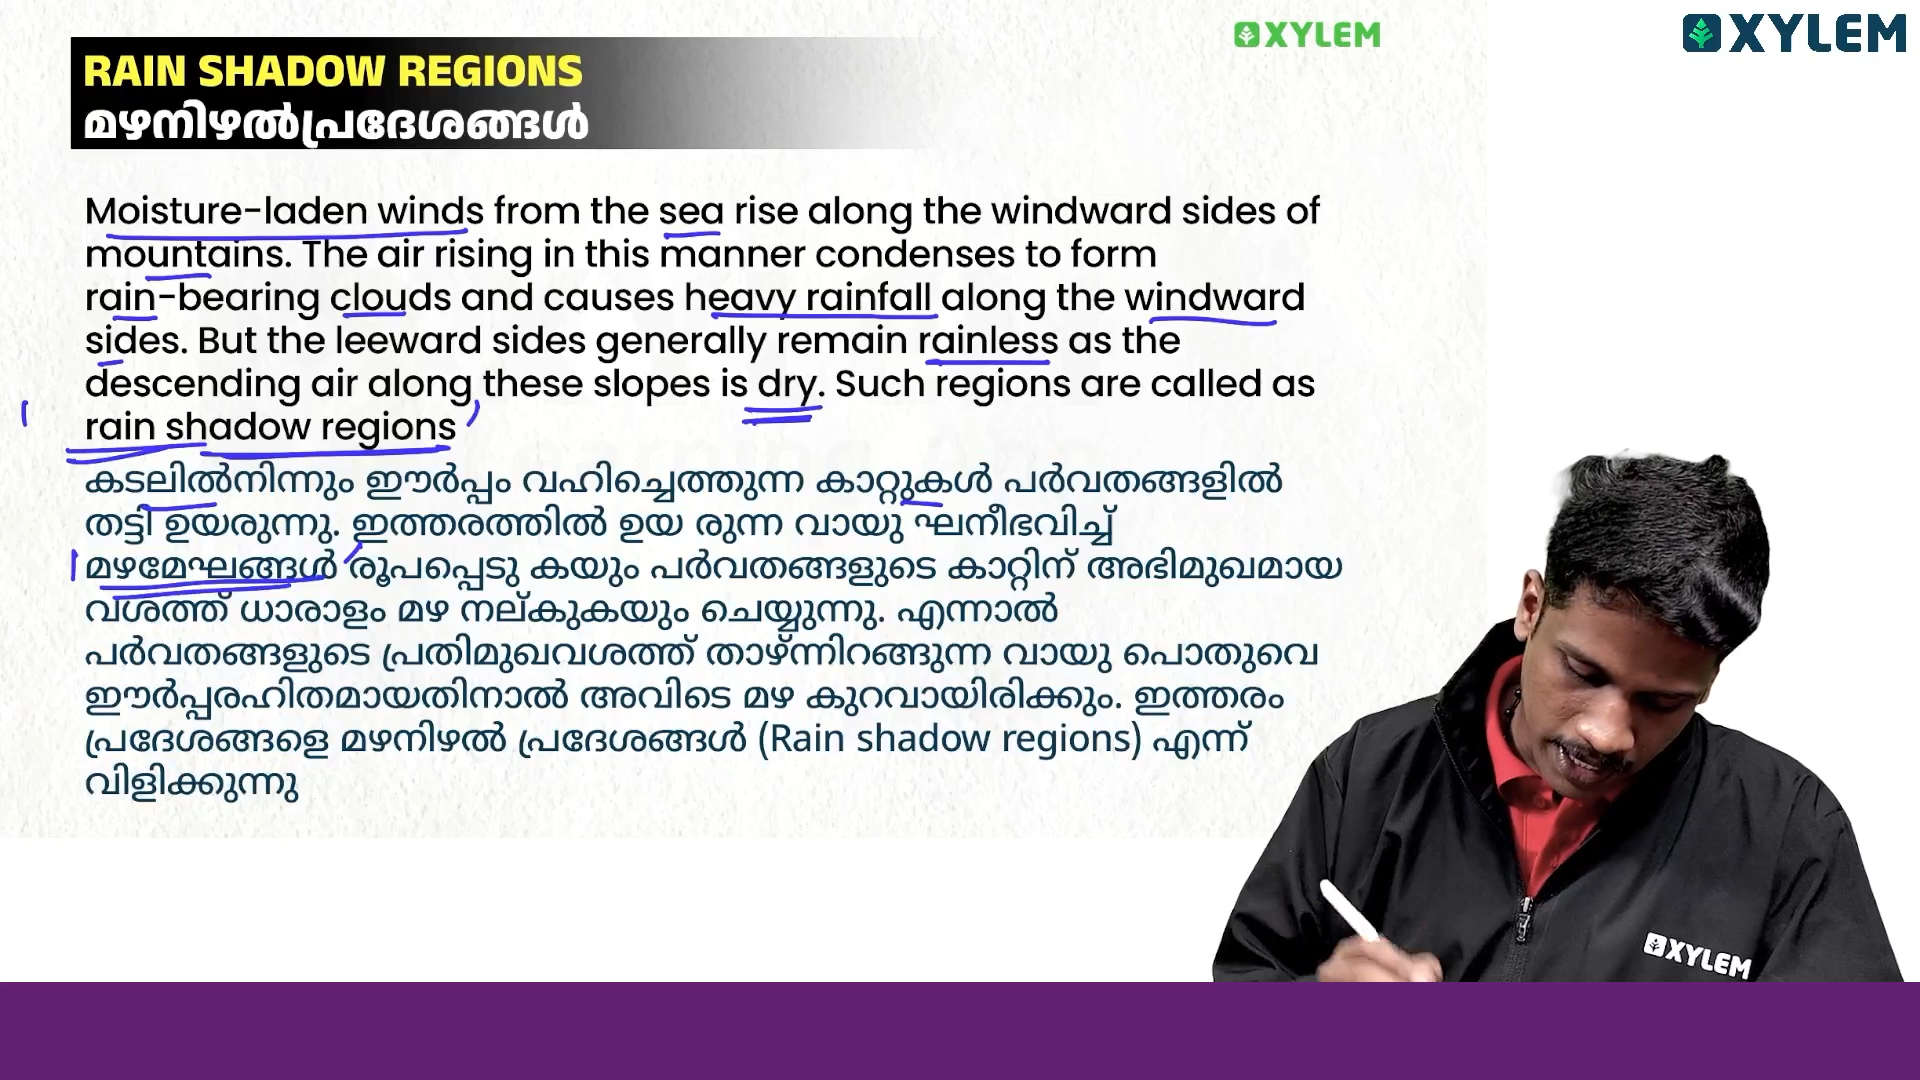 XYLEM
XYLEM
RAIN SHADOW REGIONS
മഴനിഴൽപ്രദേശങ്ങൾ
Moisture-laden winds from the sea rise along the windward sides of
mountains. The air rising in this manner condenses to form
rain-bearing clouds and causes heavy rainfall along the windward
sides. But the leeward sides generally remain rainless as the
descending air along these slopes is dry. Such regions are called as
rain shadow regions
കടലിൽനിന്നും ഈർപ്പം വഹിച്ചെത്തുന്ന കാറ്റുകൾ പർവതങ്ങളിൽ
തട്ടി ഉയരുന്നു. ഇത്തരത്തിൽ ഉയ രുന്ന വായു ഘനീഭവിച്ച്
മഴമേഘങ്ങൾ രൂപപ്പെടു കയും പർവതങ്ങളുടെ കാറ്റിന് അഭിമുഖമായ
വശത്ത് ധാരാളം മഴ നല്കുകയും ചെയ്യുന്നു. എന്നാൽ
പർവതങ്ങളുടെ പ്രതിമുഖവശത്ത് താഴ്ന്നിറങ്ങുന്ന വായു പൊതുവെ
ഈർപ്പരഹിതമായതിനാൽ അവിടെ മഴ കുറവായിരിക്കും. ഇത്തരം
പ്രദേശങ്ങളെ മഴനിഴൽ പ്രദേശങ്ങൾ (Rain shadow regions) എന്ന്
വിളിക്കുന്നു
XYLEM